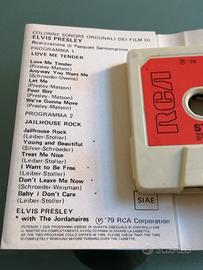 COLONNE SONORE ORIGINALI DEI FILM DI
ELVIS PRESLEY
Realizzazione di Pasquale Santomartino
PROGRAMMA 1
LOVE ME TENDER
Love Me Tender
(Presley-Matson)
Anyway You Want Me
(Schroeder-Owens)
Let Me
(Presley-Matson)
Poor Boy
(Presley-Matson)
We're Gonna Move
(Presley-Matson)
PROGRAMMA 2
JAILHOUSE ROCK
Jailhouse Rock
(Leiber-Stoller)
Young and Beautiful
(Silver-Schroeder)
Treat Me Nice
(Leiber-Stoller)
I Want to Be Free
(Leiber-Stoller)
Don't Leave Me Now
(Schroeder-Weisman)
Baby I Don't Care
(Leiber-Stoller)
SIAE
ELVIS PRESLEY
* with The Jordanaires
Ⓟ '79 RCA Corporation
RCA
Ⓟ '79
ST
subito